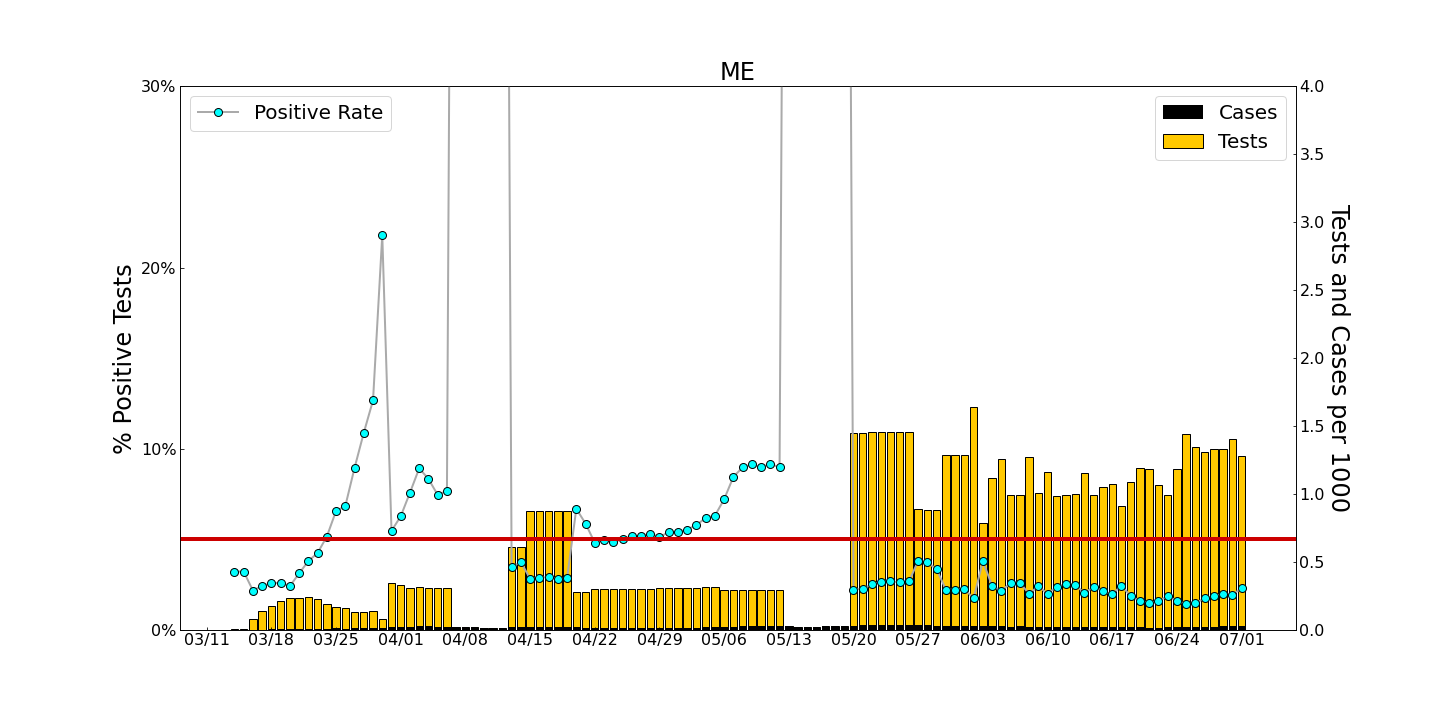 ME
30%
20%
10%
0%
% Positive Tests
Positive Rate
Cases
Tests
4.0
3.5
3.0
2.5
2.0
1.5
1.0
0.5
0.0
Tests and Cases per 1000
03/11 03/18 03/25 04/01 04/08 04/15 04/22 04/29 05/06 05/13 05/20 05/27 06/03 06/10 06/17 06/24 07/01